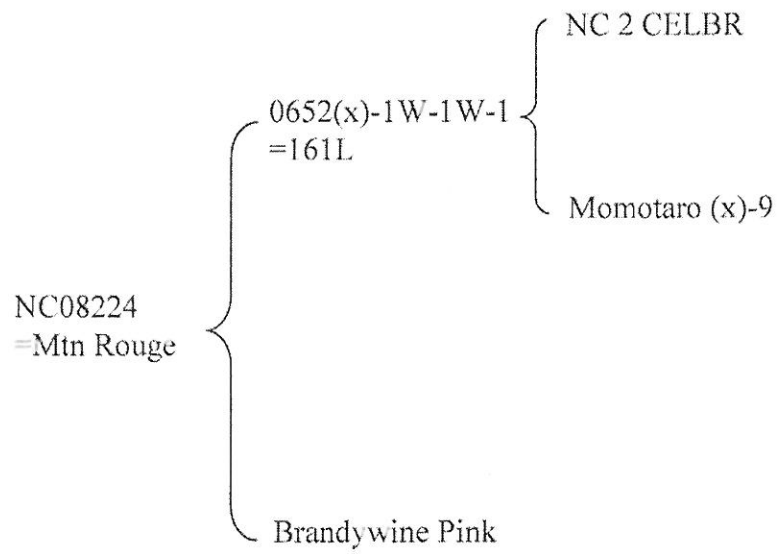 NC 2 CELBR
0652(x)-1W-1W-1
=161L
Momotaro (x)-9
NC08224
=Mtn Rouge
Brandywine Pink